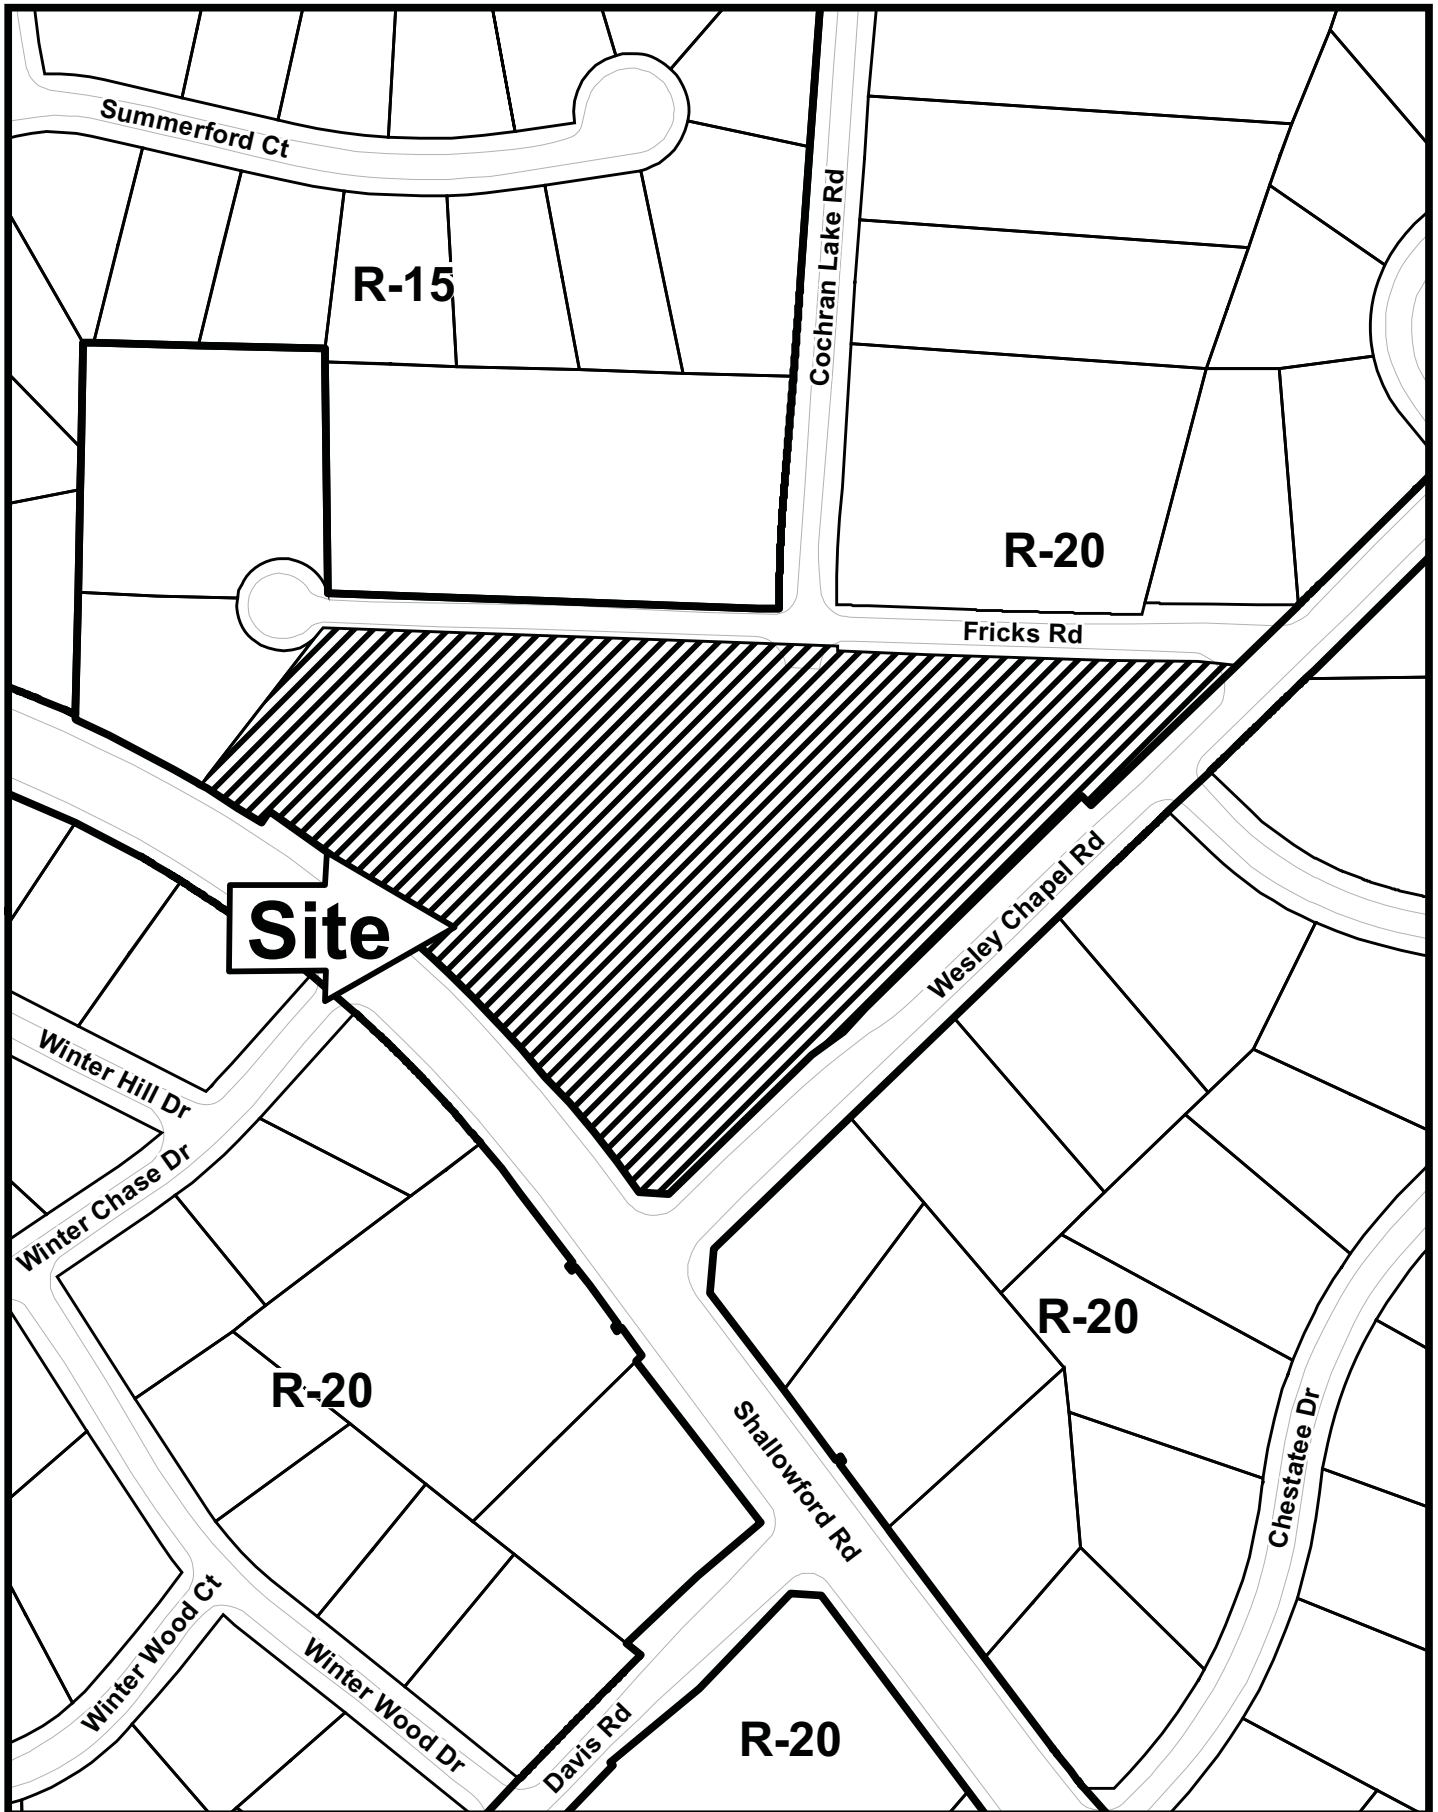 Summerford Ct
R-15
Cochran Lake Rd
R-20
Fricks Rd
Site
Wesley Chapel Rd
Winter Hill Dr
Winter Chase Dr
R-20
R-20
Shallowford Rd
Chestatee Dr
Winter Wood Ct
Winter Wood Dr
Davis Rd
R-20